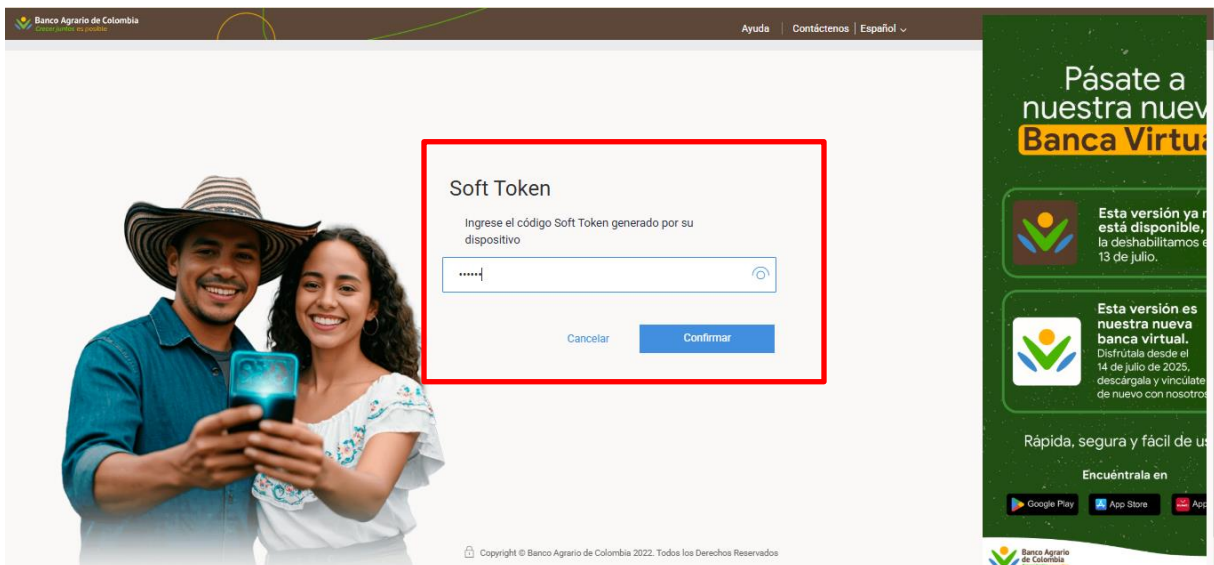 Banco Agrario de Colombia
Crecer juntos es posible
Ayuda | Contáctenos | Español
Soft Token
Ingrese el código Soft Token generado por su
dispositivo
••••••
Cancelar
Confirmar
Copyright © Banco Agrario de Colombia 2022. Todos los Derechos Reservados
Pásate a
nuestra nuev
Banca Virtu
Esta versión ya
está disponible,
la deshabilitamos e
13 de julio.
Esta versión es
nuestra nueva
banca virtual.
Disfrútala desde el
14 de julio de 2025,
descárgala y vincúlate
de nuevo con nosotros
Rápida, segura y fácil de u
Encuéntrala en
Google Play
App Store
App
Banco Agrario
de Colombia